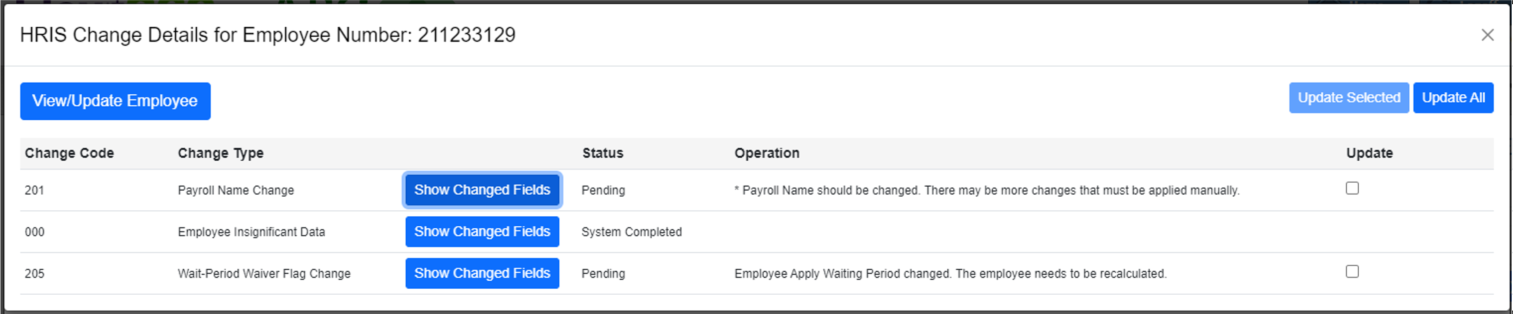 HRIS Change Details for Employee Number: 211233129
View/Update Employee
Update Selected Update All
Change Code Change Type Status Operation Update
201 Payroll Name Change Show Changed Fields Pending * Payroll Name should be changed. There may be more changes that must be applied manually.
000 Employee Insignificant Data Show Changed Fields System Completed
205 Wait-Period Waiver Flag Change Show Changed Fields Pending Employee Apply Waiting Period changed. The employee needs to be recalculated.